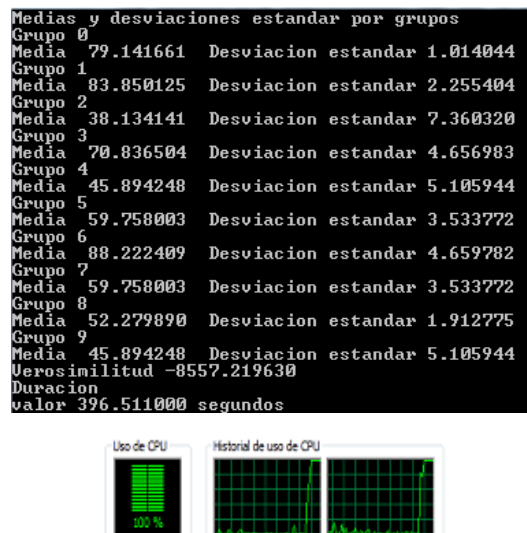 Medias y desviaciones estandar por grupos
Grupo 0
Media 79.141661 Desviacion estandar 1.014044
Grupo 1
Media 83.850125 Desviacion estandar 2.255404
Grupo 2
Media 38.134141 Desviacion estandar 7.360320
Grupo 3
Media 70.836504 Desviacion estandar 4.656983
Grupo 4
Media 45.894248 Desviacion estandar 5.105944
Grupo 5
Media 59.758003 Desviacion estandar 3.533772
Grupo 6
Media 88.222409 Desviacion estandar 4.659782
Grupo 7
Media 59.758003 Desviacion estandar 3.533772
Grupo 8
Media 52.279890 Desviacion estandar 1.912775
Grupo 9
Media 45.894248 Desviacion estandar 5.105944
Verosimilitud -8557.219630
Duracion
valor 396.511000 segundos
Uso de CPU Historial de uso de CPU
100 %